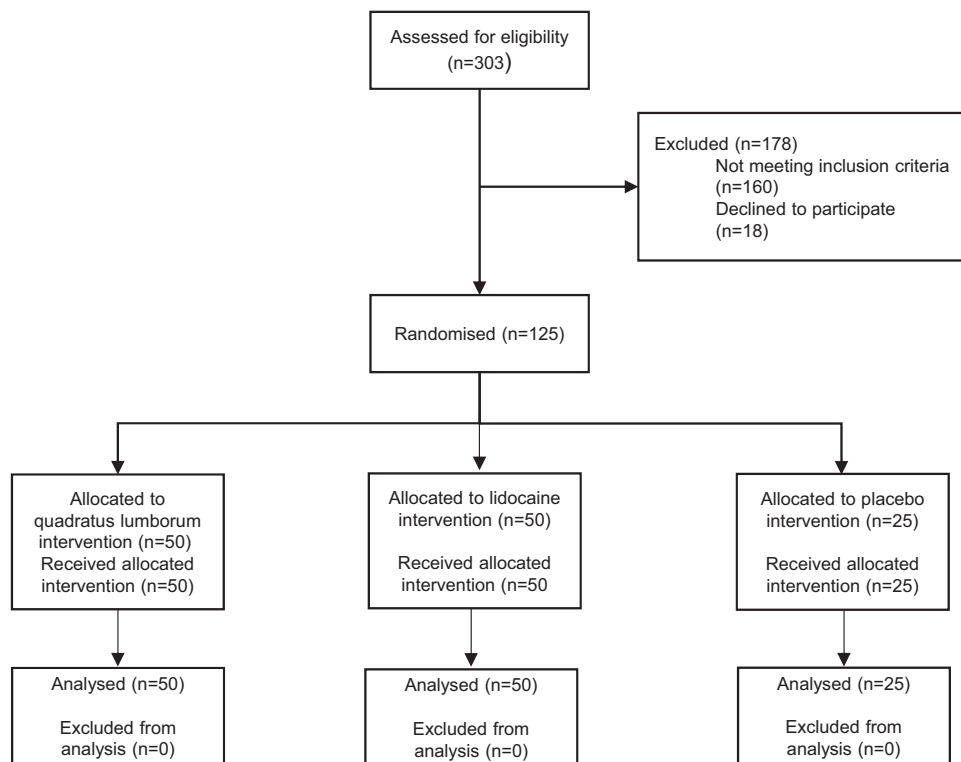 Assessed for eligibility
(n=303)
Excluded (n=178)
Not meeting inclusion criteria
(n=160)
Declined to participate
(n=18)
Randomised (n=125)
Allocated to
quadratus lumborum
intervention (n=50)
Received allocated
intervention (n=50)
Allocated to lidocaine
intervention (n=50)
Received allocated
intervention (n=50
Allocated to placebo
intervention (n=25)
Received allocated
intervention (n=25)
Analysed (n=50)
Excluded from
analysis (n=0)
Analysed (n=50)
Excluded from
analysis (n=0)
Analysed (n=25)
Excluded from
analysis (n=0)